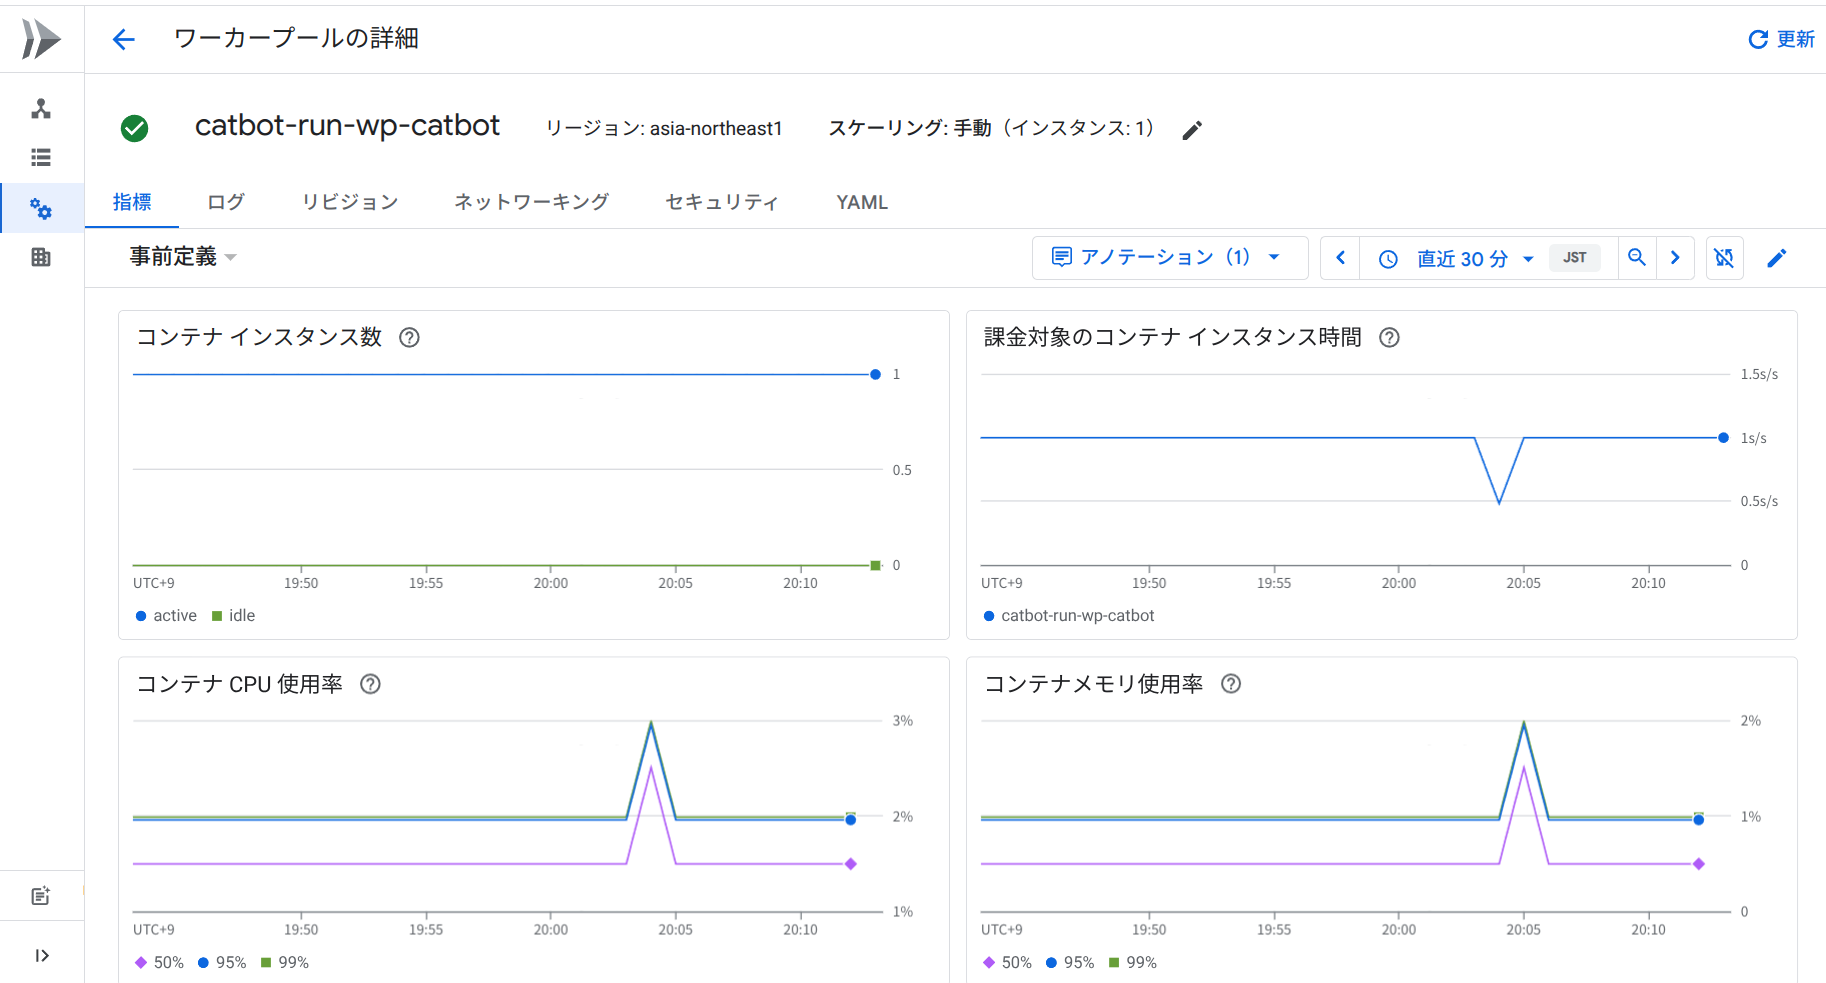 ワーカープールの詳細
更新
catbot-run-wp-catbot
リージョン: asia-northeast1
スケーリング: 手動（インスタンス: 1）
指標
ログ
リビジョン
ネットワーキング
セキュリティ
YAML
事前定義
アノテーション（1）
直近 30 分
JST
コンテナ インスタンス数
1
0.5
0
UTC+9
19:50
19:55
20:00
20:05
20:10
active
idle
課金対象のコンテナ インスタンス時間
1.5s/s
1s/s
0.5s/s
0
UTC+9
19:50
19:55
20:00
20:05
20:10
catbot-run-wp-catbot
コンテナ CPU 使用率
3%
2%
1%
UTC+9
19:50
19:55
20:00
20:05
20:10
50%
95%
99%
コンテナメモリ使用率
2%
1%
0
UTC+9
19:50
19:55
20:00
20:05
20:10
50%
95%
99%